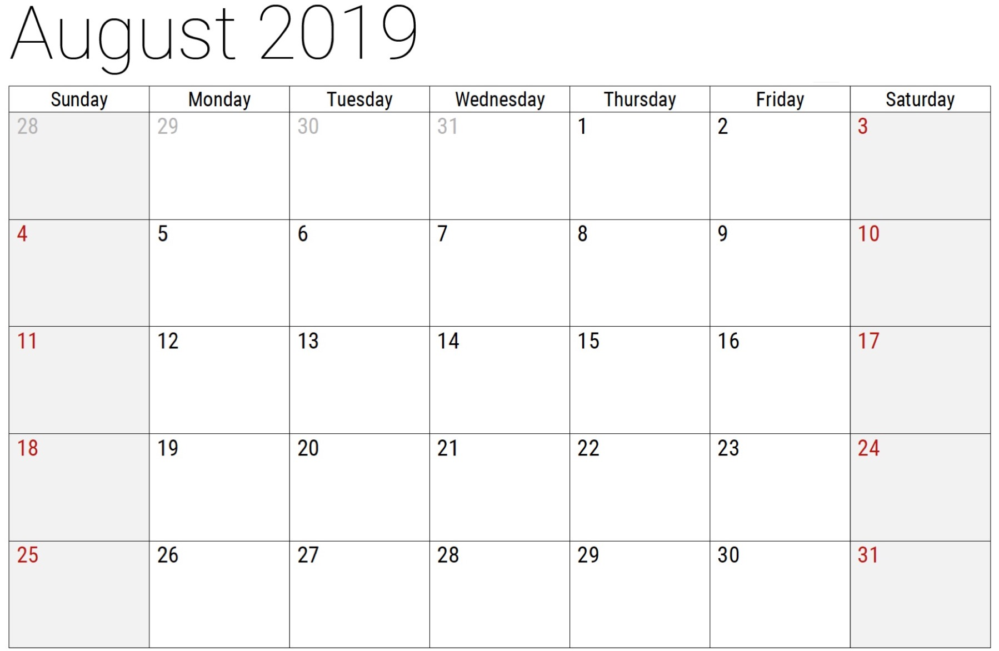 August 2019
Sunday Monday Tuesday Wednesday Thursday Friday Saturday
28 29 30 31 1 2 3
4 5 6 7 8 9 10
11 12 13 14 15 16 17
18 19 20 21 22 23 24
25 26 27 28 29 30 31